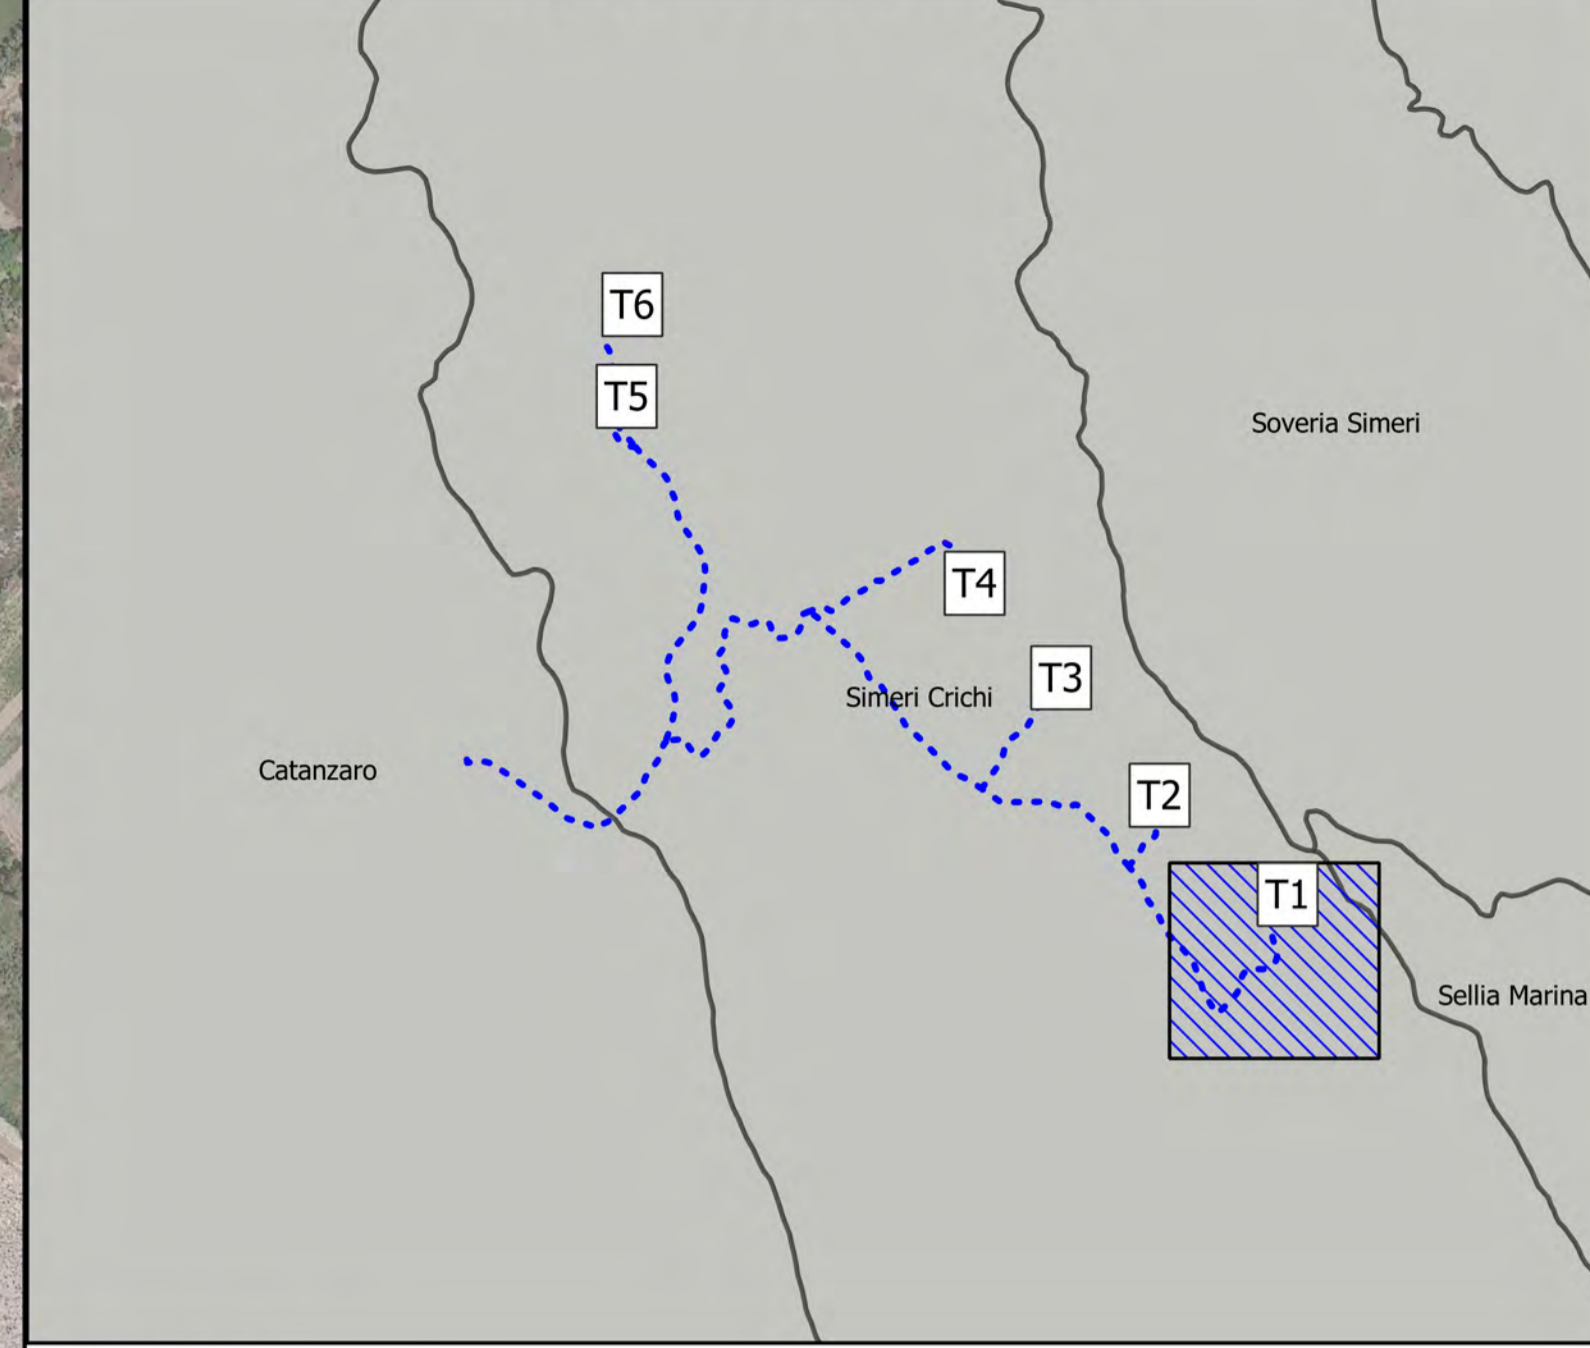 T6
T5
Soveria Simeri
T4
T3
Simeri Crichi
Catanzaro
T2
T1
Sellia Marina